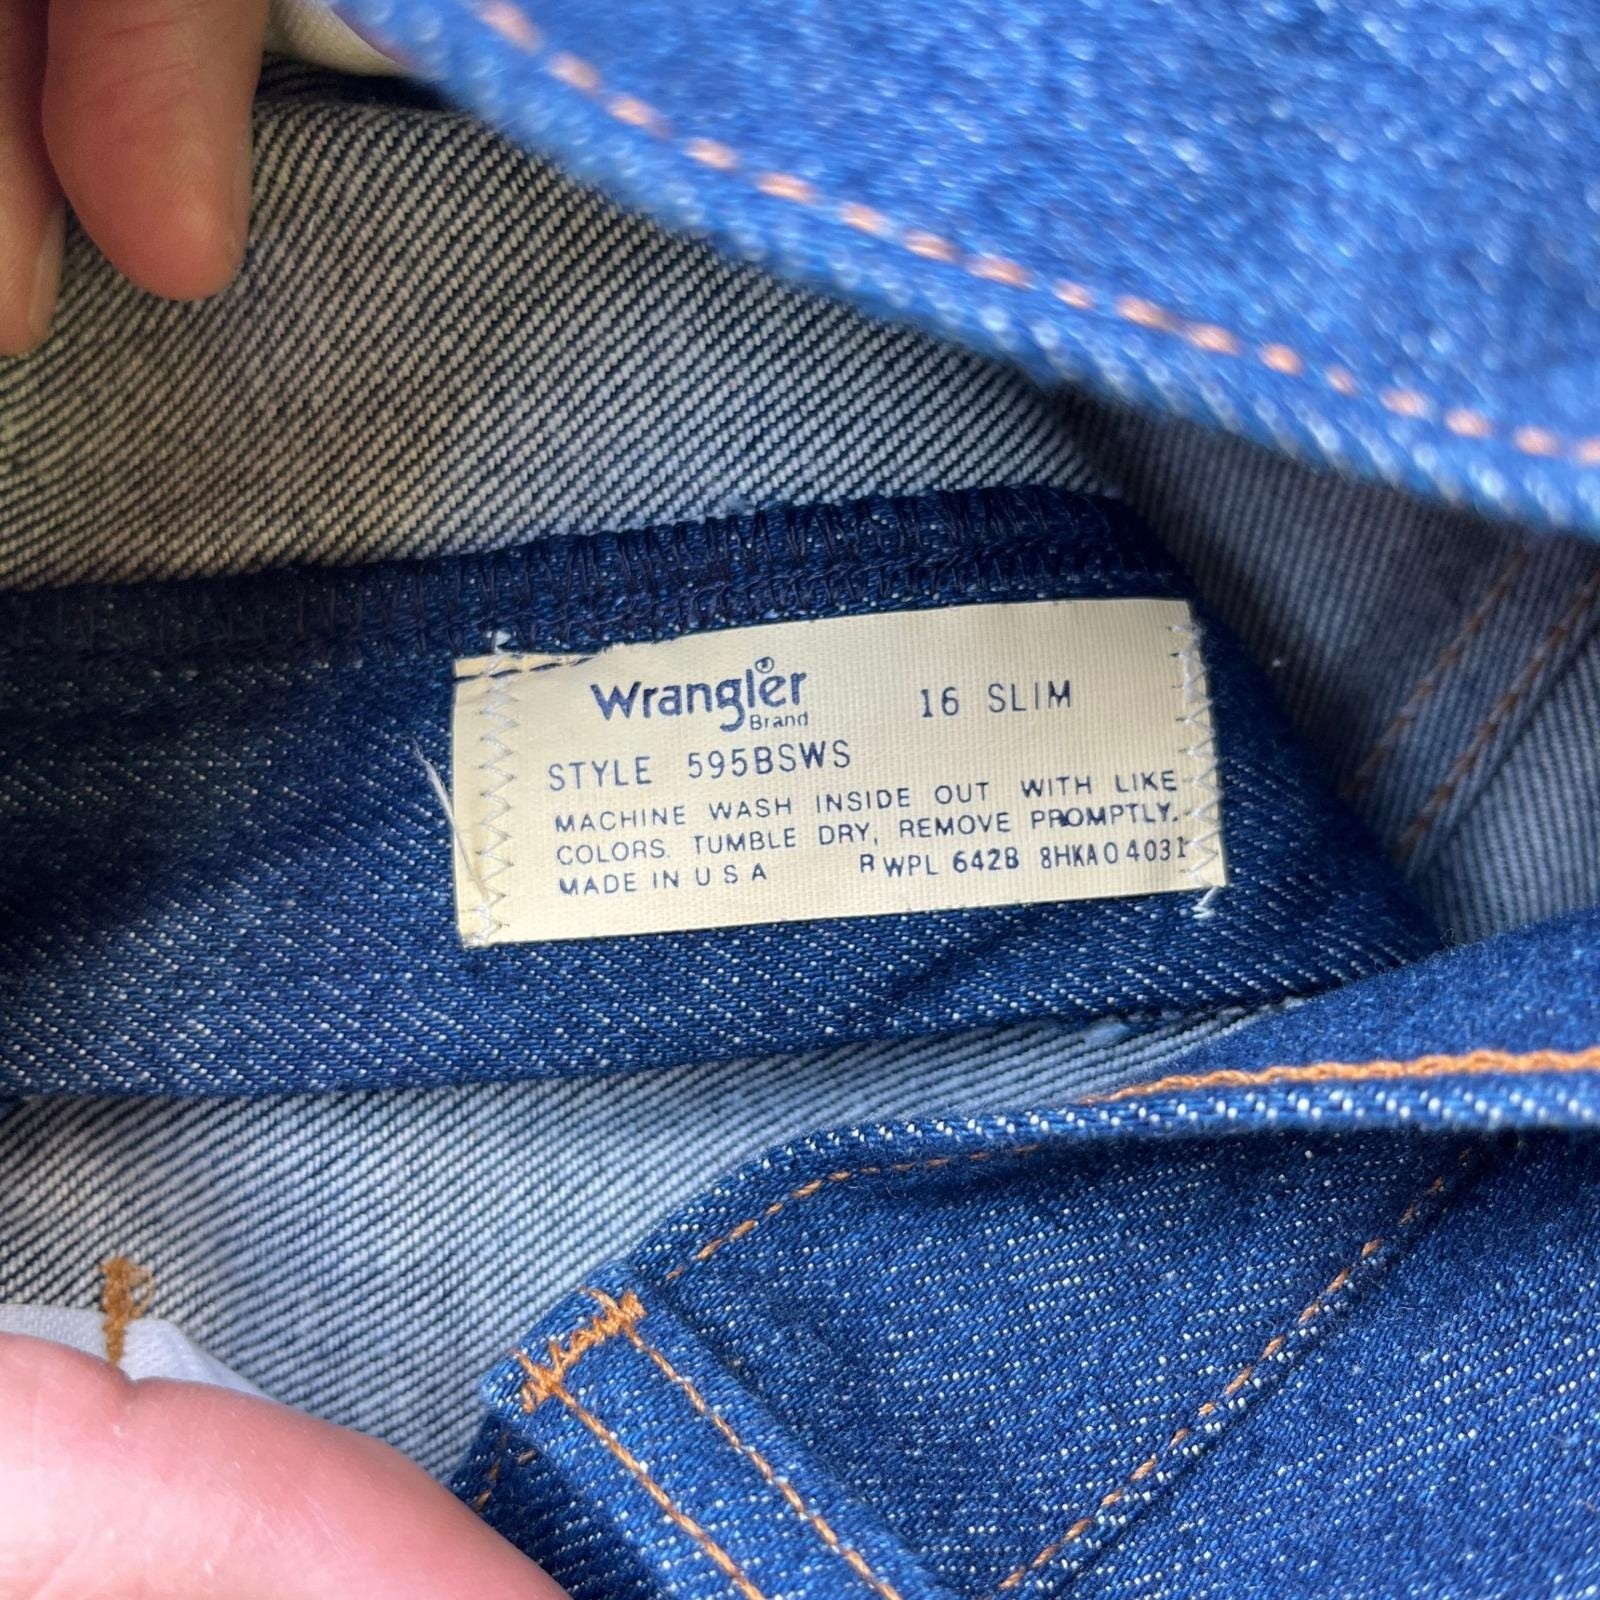 Wrangler® 16 SLIM
Brand
STYLE 595BSWS
MACHINE WASH INSIDE OUT WITH LIKE
COLORS. TUMBLE DRY, REMOVE PROMPTLY.
MADE IN U S A R WPL 6428 8HKA04031